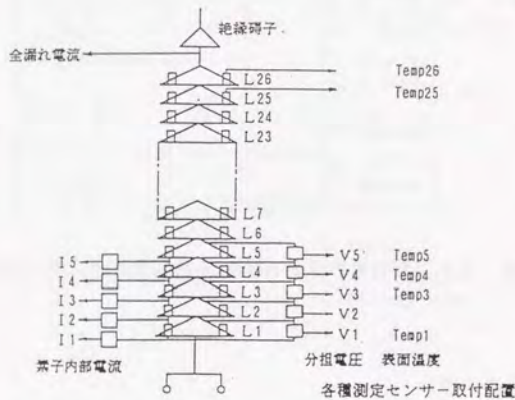 絶縁碍子
全漏れ電流
L26 Temp26
L25 Temp25
L24
L23
L7
L6
I5 L5 V5 Temp5
I4 L4 V4 Temp4
I3 L3 V3 Temp3
I2 L2 V2
I1 L1 V1 Temp1
素子内部電流 分担電圧 表面温度
各種測定センサー取付配置